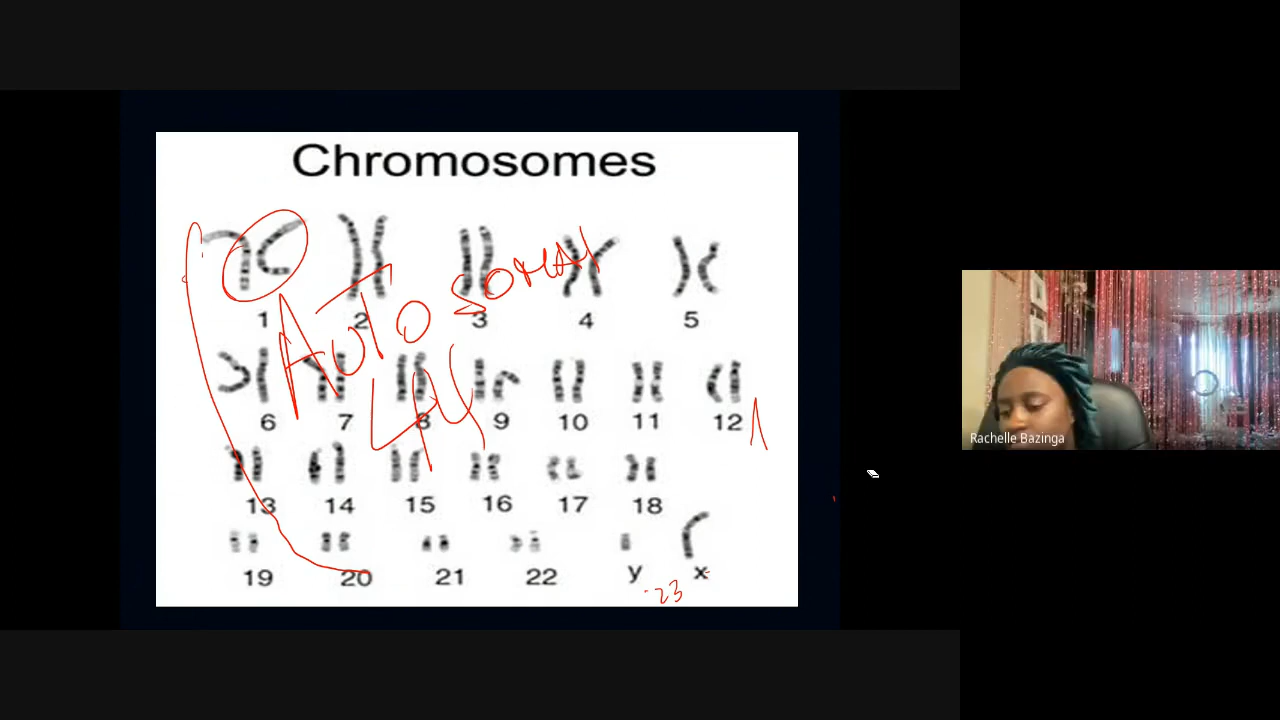 Chromosomes
1 2 3 4 5
AUTOSOMAL
6 7 8 9 10 11 12
44
13 14 15 16 17 18
19 20 21 22 y x
23
Rachelle Bazinga